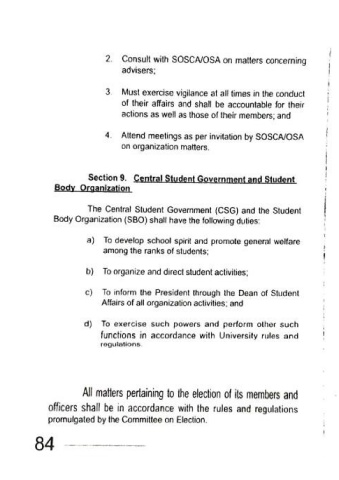 2. Consult with SOSCA/OSA on matters concerning
advisers;
3. Must exercise vigilance at all times in the conduct
of their affairs and shall be accountable for their
actions as well as those of their members; and
4. Attend meetings as per invitation by SOSCA/OSA
on organization matters.
Section 9. Central Student Government and Student
Body Organization
The Central Student Government (CSG) and the Student
Body Organization (SBO) shall have the following duties:
a) To develop school spirit and promote general welfare
among the ranks of students;
b) To organize and direct student activities;
c) To inform the President through the Dean of Student
Affairs of all organization activities; and
d) To exercise such powers and perform other such
functions in accordance with University rules and
regulations.
All matters pertaining to the election of its members and
officers shall be in accordance with the rules and regulations
promulgated by the Committee on Election.
84